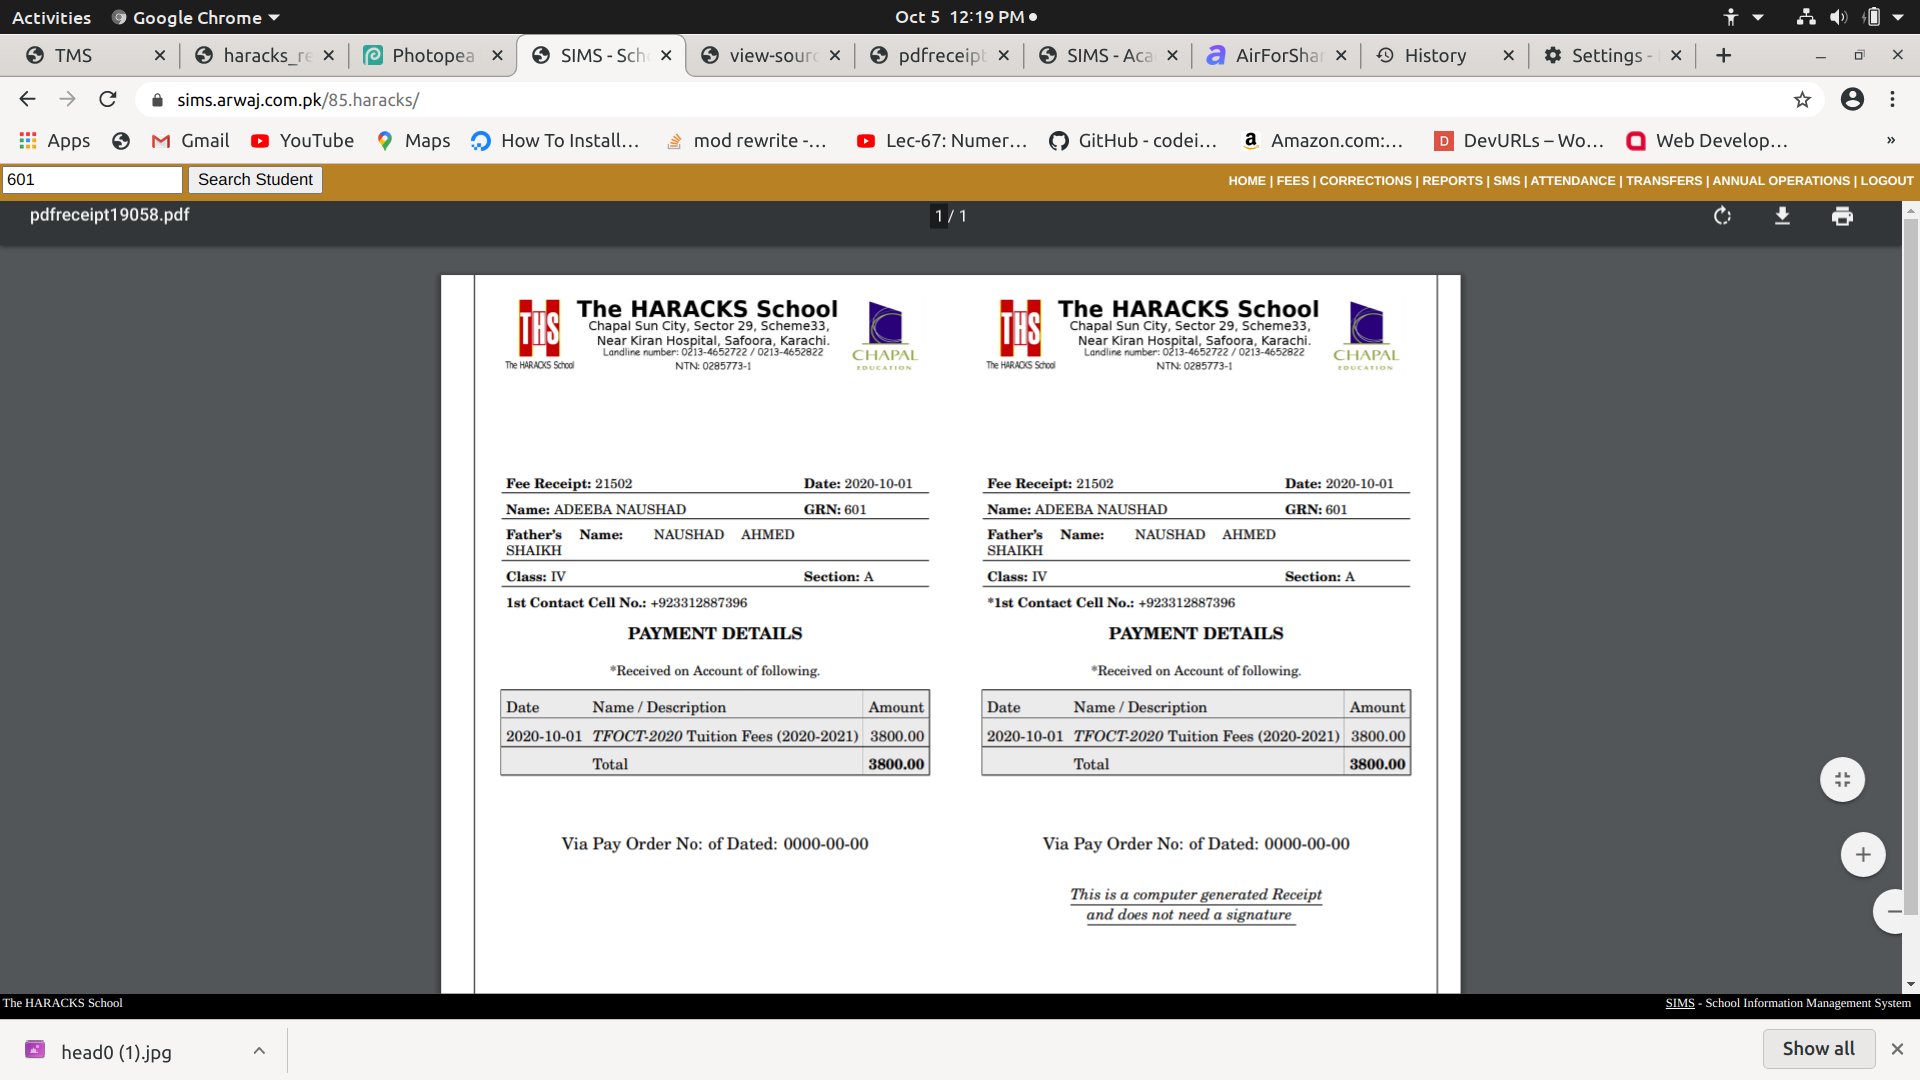 Activities Google Chrome Oct 5 12:19 PM
TMS haracks_re Photopea SIMS - Sch view-sourc pdfreceipt SIMS - Aca AirForShar History Settings -
sims.arwaj.com.pk/85.haracks/
Apps Gmail YouTube Maps How To Install... mod rewrite -... Lec-67: Numer... GitHub - codei... Amazon.com:... D DevURLs – Wo... Web Develop... »
601 Search Student HOME | FEES | CORRECTIONS | REPORTS | SMS | ATTENDANCE | TRANSFERS | ANNUAL OPERATIONS | LOGOUT
pdfreceipt19058.pdf 1 / 1
THS
The HARACKS School
The HARACKS School
Chapal Sun City, Sector 29, Scheme33,
Near Kiran Hospital, Safoora, Karachi.
Landline number: 0213-4652722 / 0213-4652822
NTN: 0285773-1
CHAPAL
EDUCATION
Fee Receipt: 21502 Date: 2020-10-01
Name: ADEEBA NAUSHAD GRN: 601
Father's Name: NAUSHAD AHMED
SHAIKH
Class: IV Section: A
1st Contact Cell No.: +923312887396
PAYMENT DETAILS
*Received on Account of following.
Date Name / Description Amount
2020-10-01 TFOCT-2020 Tuition Fees (2020-2021) 3800.00
Total 3800.00
Via Pay Order No: of Dated: 0000-00-00
THS
The HARACKS School
The HARACKS School
Chapal Sun City, Sector 29, Scheme33,
Near Kiran Hospital, Safoora, Karachi.
Landline number: 0213-4652722 / 0213-4652822
NTN: 0285773-1
CHAPAL
EDUCATION
Fee Receipt: 21502 Date: 2020-10-01
Name: ADEEBA NAUSHAD GRN: 601
Father's Name: NAUSHAD AHMED
SHAIKH
Class: IV Section: A
*1st Contact Cell No.: +923312887396
PAYMENT DETAILS
*Received on Account of following.
Date Name / Description Amount
2020-10-01 TFOCT-2020 Tuition Fees (2020-2021) 3800.00
Total 3800.00
Via Pay Order No: of Dated: 0000-00-00
This is a computer generated Receipt
and does not need a signature
The HARACKS School SIMS - School Information Management System
head0 (1).jpg Show all